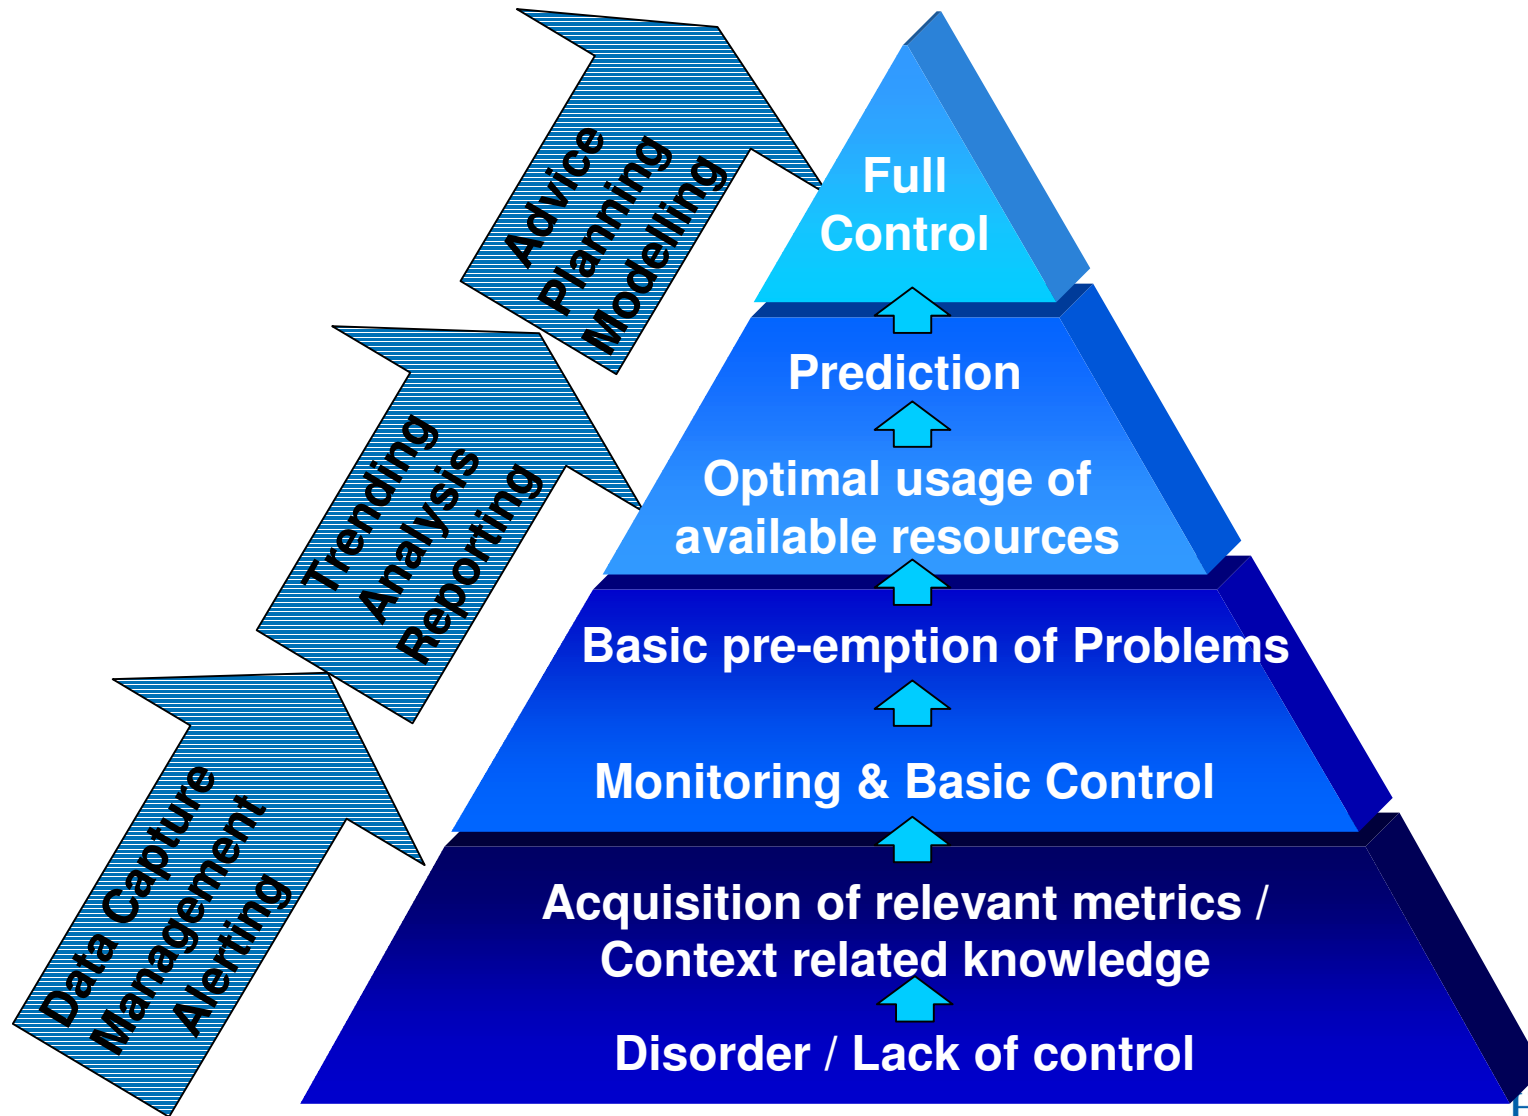 Advice
Planning
Modelling
Trending
Analysis
Reporting
Data Capture
Management
Alerting
Full
Control
Prediction
Optimal usage of
available resources
Basic pre-emption of Problems
Monitoring & Basic Control
Acquisition of relevant metrics /
Context related knowledge
Disorder / Lack of control